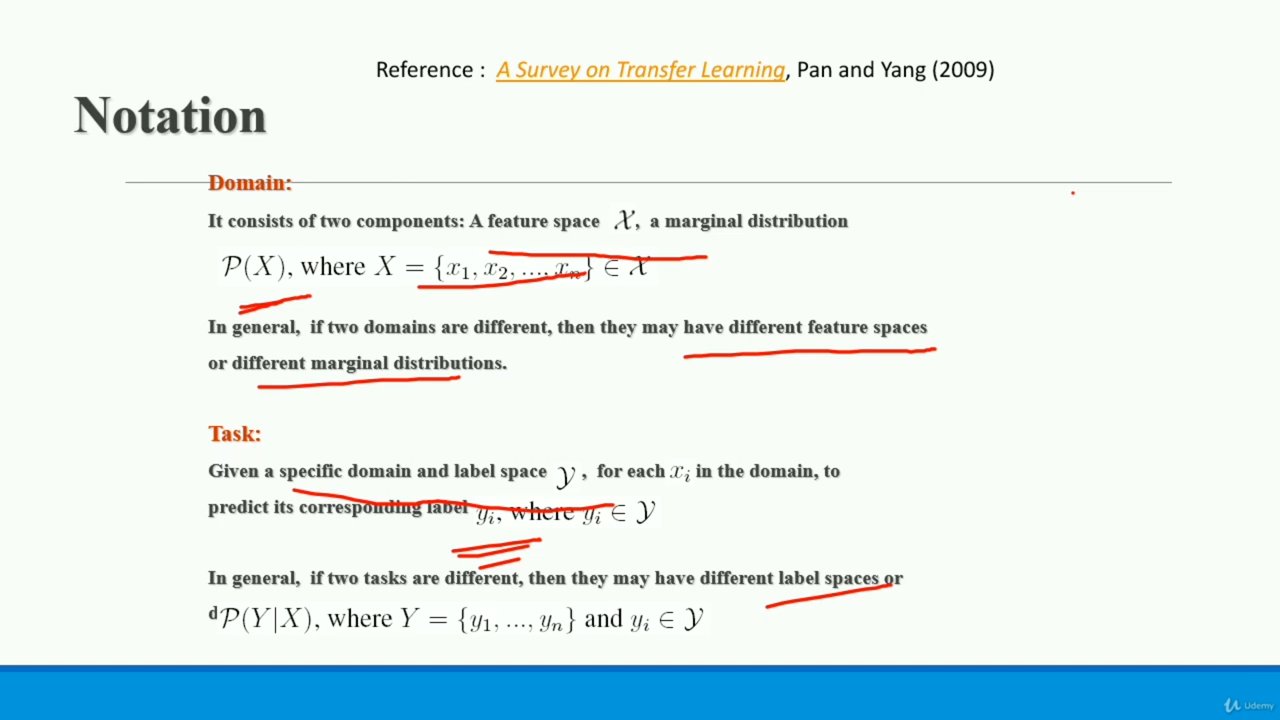 Reference : A Survey on Transfer Learning, Pan and Yang (2009)
Notation
Domain:
It consists of two components: A feature space 𝒳, a marginal distribution
𝒫(X), where X = {x₁, x₂, ..., xₙ} ∈ 𝒳
In general, if two domains are different, then they may have different feature spaces
or different marginal distributions.
Task:
Given a specific domain and label space 𝒴, for each xᵢ in the domain, to
predict its corresponding label yᵢ, where yᵢ ∈ 𝒴
In general, if two tasks are different, then they may have different label spaces or
d𝒫(Y|X), where Y = {y₁, ..., yₙ} and yᵢ ∈ 𝒴
Udemy